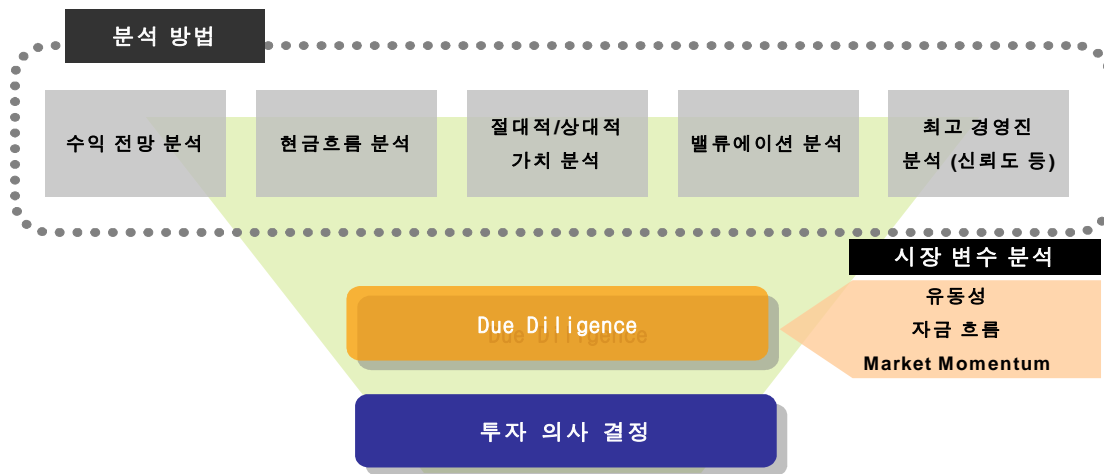 분석 방법
수익 전망 분석
현금흐름 분석
절대적/상대적
가치 분석
밸류에이션 분석
최고 경영진
분석 (신뢰도 등)
시장 변수 분석
유동성
자금 흐름
Market Momentum
Due Diligence
투자 의사 결정